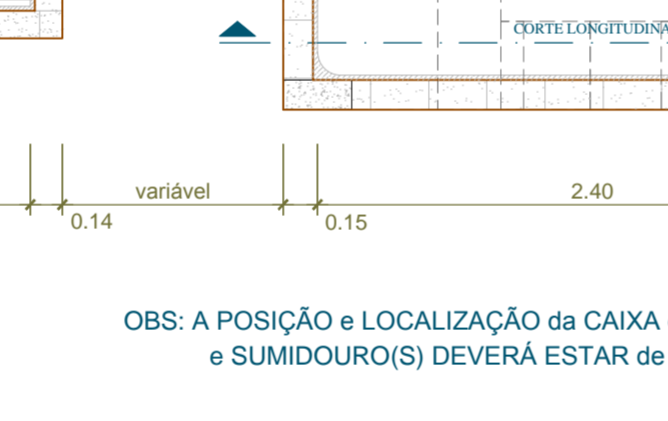 CORTE LONGITUDINA
variável
2.40
0.14
0.15
OBS: A POSIÇÃO e LOCALIZAÇÃO da CAIXA
e SUMIDOURO(S) DEVERÁ ESTAR de